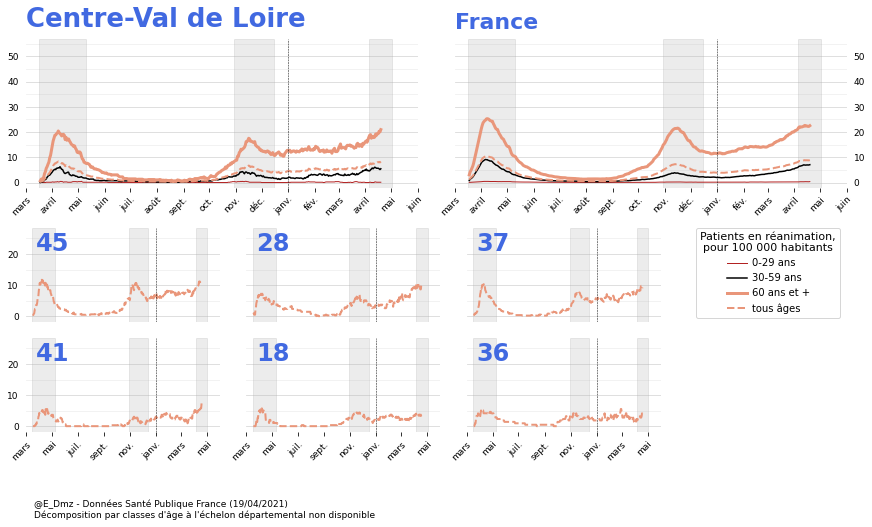 Centre-Val de Loire
France
50
40
30
20
10
0
mars avril mai juin juil. août sept. oct. nov. déc. janv. fév. mars avril mai juin
50
40
30
20
10
0
mars avril mai juin juil. août sept. oct. nov. déc. janv. fév. mars avril mai juin
45
28
37
20
10
0
Patients en réanimation,
pour 100 000 habitants
0-29 ans
30-59 ans
60 ans et +
tous âges
41
18
36
20
10
0
mars mai juil. sept. nov. janv. mars mai
mars mai juil. sept. nov. janv. mars mai
mars mai juil. sept. nov. janv. mars mai
@E_Dmz - Données Santé Publique France (19/04/2021)
Décomposition par classes d'âge à l'échelon départemental non disponible